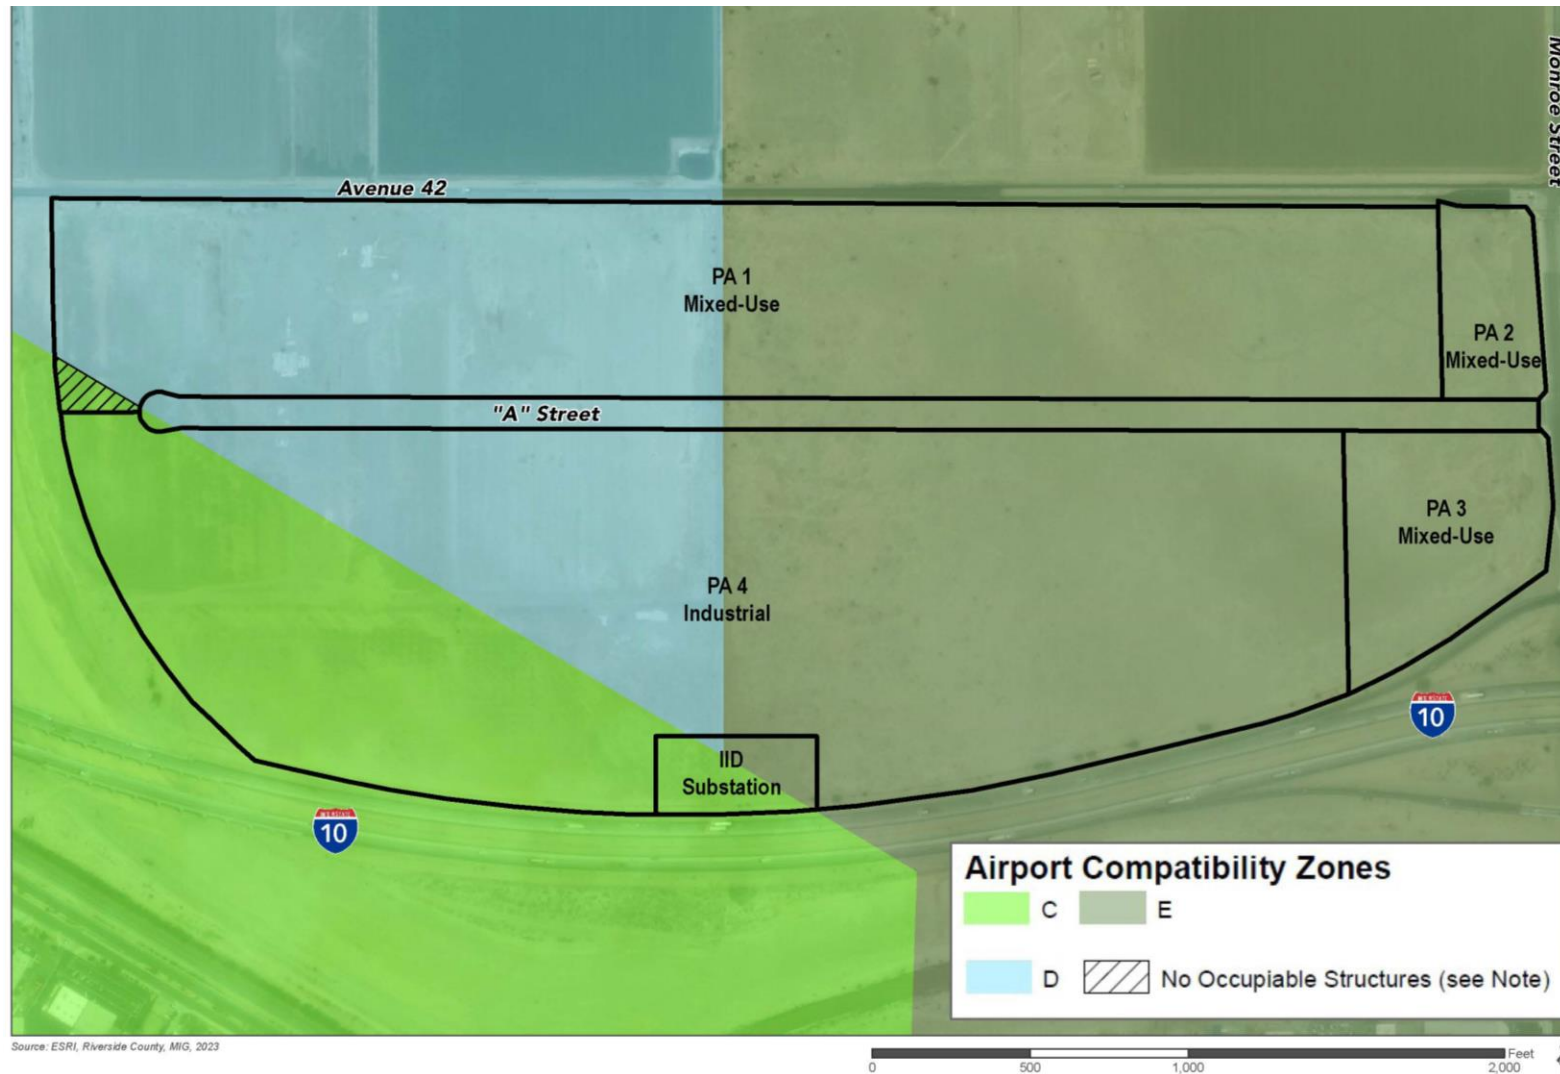 Monroe Street
Avenue 42
PA 1
Mixed-Use
PA 2
Mixed-Use
"A" Street
PA 3
Mixed-Use
PA 4
Industrial
10
IID
Substation
10
Airport Compatibility Zones
C
E
D
No Occupiable Structures (see Note)
Source: ESRI, Riverside County, MIG, 2023
Feet
0
500
1,000
2,000